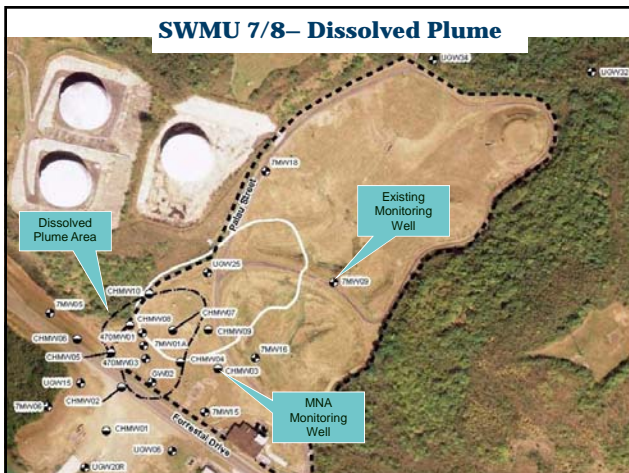 SWMU 7/8– Dissolved Plume
UGW34
UGW32
7MW18
Palau Street
Existing
Monitoring
Well
Dissolved
Plume Area
UGW25
7MW09
CHMW10
7MW05
CHMW08
CHMW07
CHMW06
470MW01
CHMW09
7MW01A
CHMW05
CHMW04
7MW16
470MW03
CHMW03
UGW15
GW02
MNA
Monitoring
Well
CHMW02
7MW06
7MW15
CHMW01
Forrestal Drive
UGW06
UGW20R